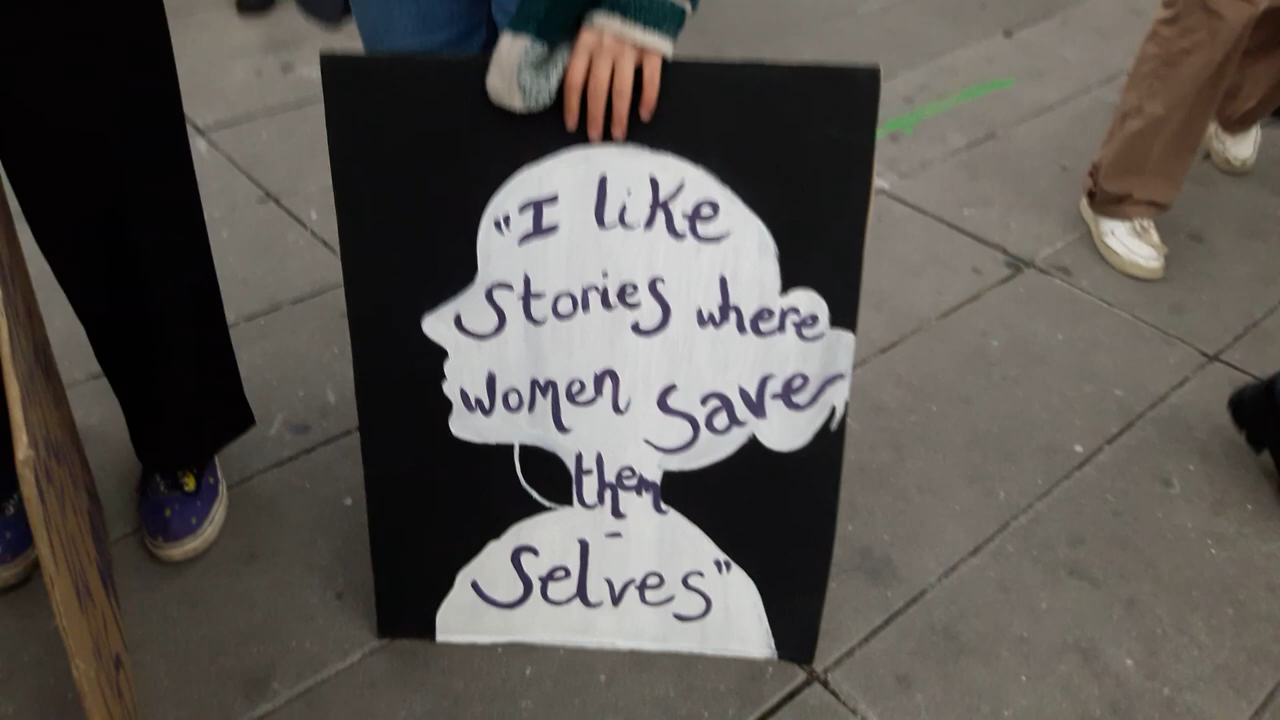 "I like
Stories where
women save
them
-
Selves"